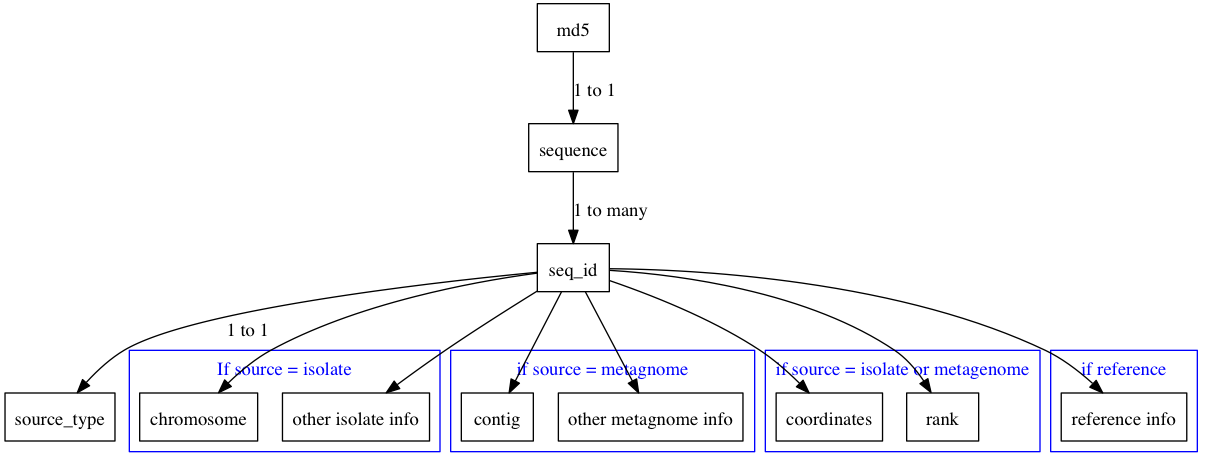 md5
1 to 1
sequence
1 to many
seq_id
1 to 1
If source = isolate
if source = metagnome
if source = isolate or metagenome
if reference
source_type
chromosome
other isolate info
contig
other metagnome info
coordinates
rank
reference info